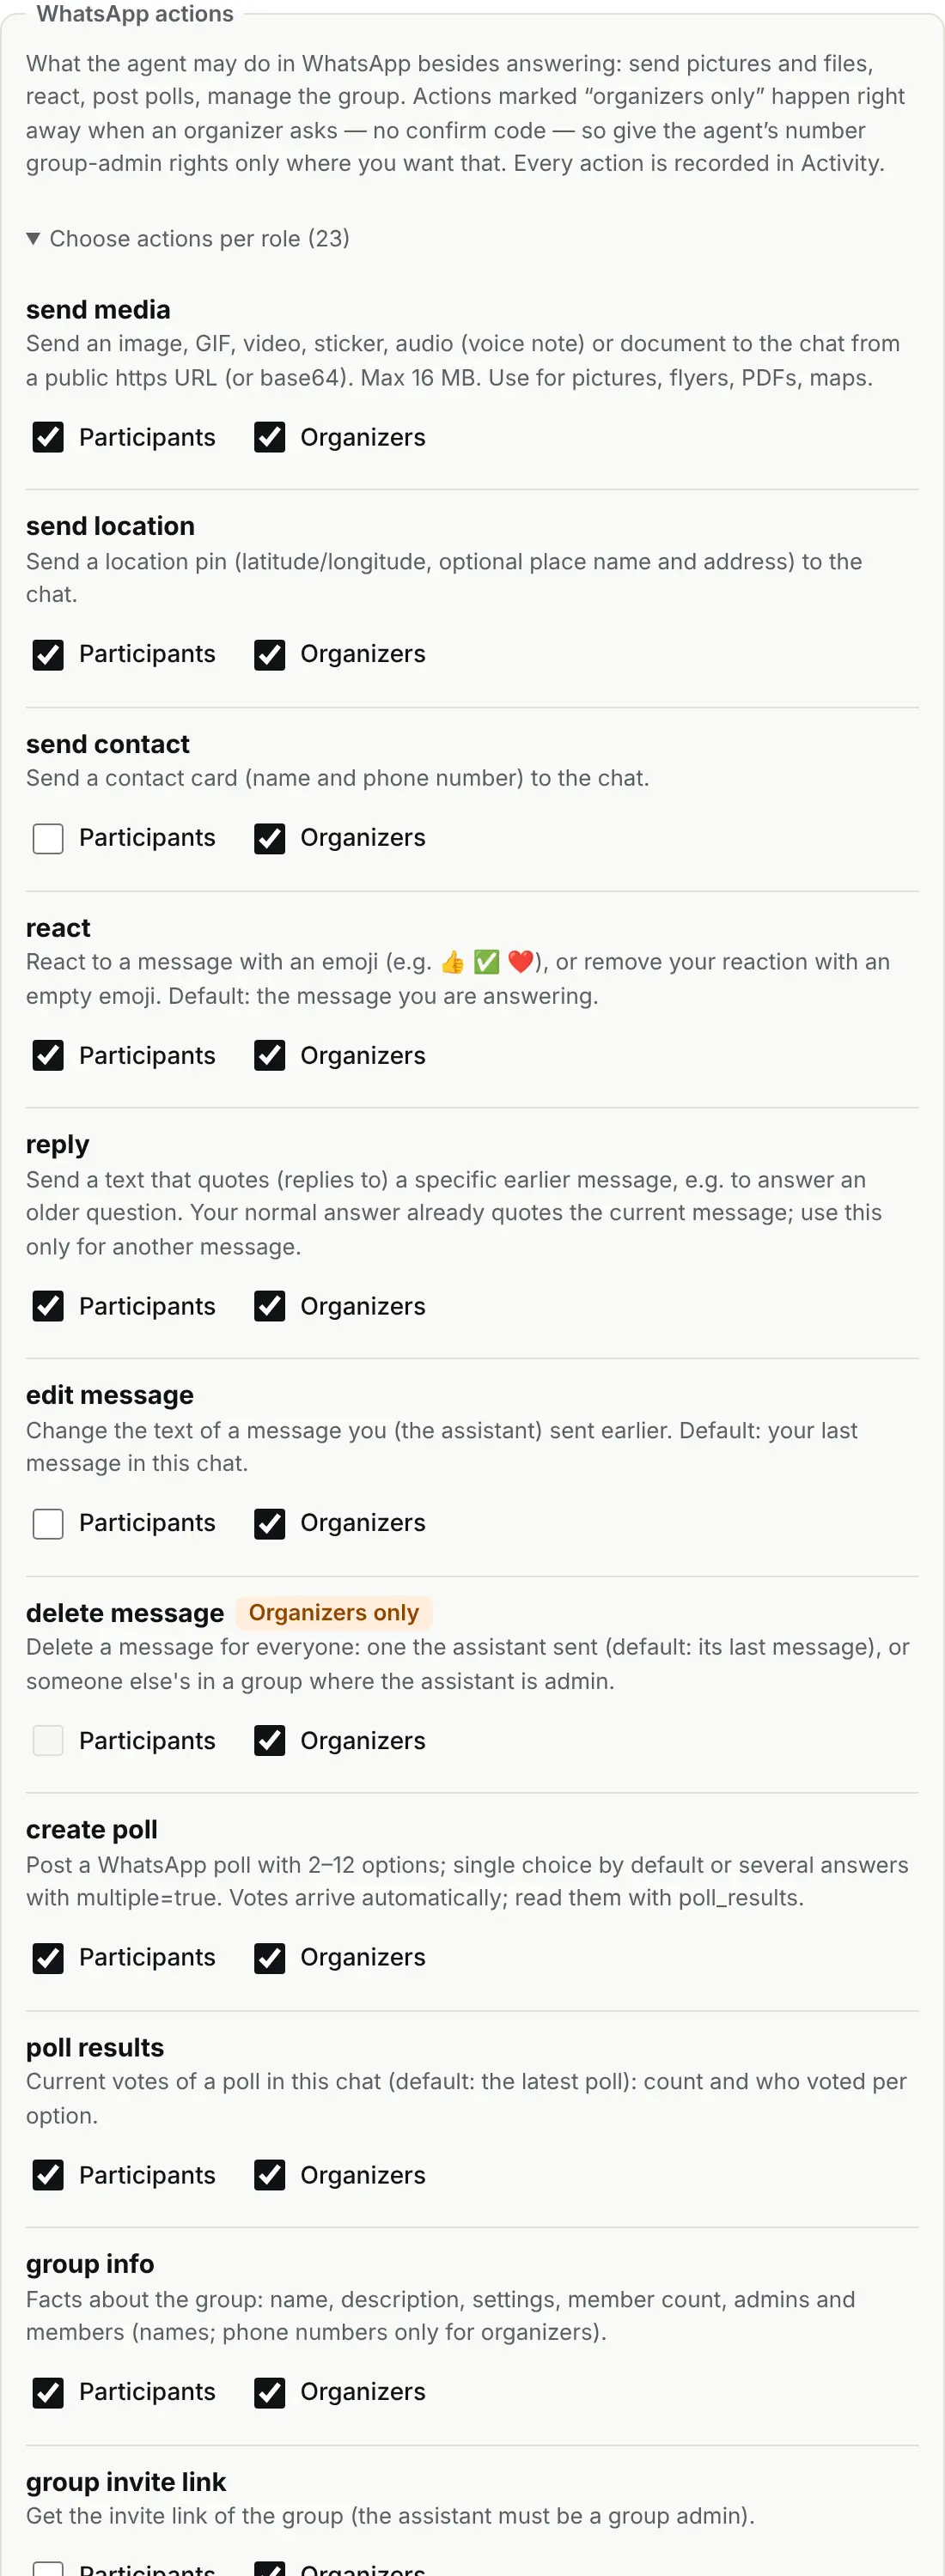 WhatsApp actions
What the agent may do in WhatsApp besides answering: send pictures and files,
react, post polls, manage the group. Actions marked “organizers only” happen right
away when an organizer asks — no confirm code — so give the agent’s number
group-admin rights only where you want that. Every action is recorded in Activity.
▼ Choose actions per role (23)
send media
Send an image, GIF, video, sticker, audio (voice note) or document to the chat from
a public https URL (or base64). Max 16 MB. Use for pictures, flyers, PDFs, maps.
Participants Organizers
send location
Send a location pin (latitude/longitude, optional place name and address) to the
chat.
Participants Organizers
send contact
Send a contact card (name and phone number) to the chat.
Participants Organizers
react
React to a message with an emoji (e.g. 👍 ✅ ❤️), or remove your reaction with an
empty emoji. Default: the message you are answering.
Participants Organizers
reply
Send a text that quotes (replies to) a specific earlier message, e.g. to answer an
older question. Your normal answer already quotes the current message; use this
only for another message.
Participants Organizers
edit message
Change the text of a message you (the assistant) sent earlier. Default: your last
message in this chat.
Participants Organizers
delete message Organizers only
Delete a message for everyone: one the assistant sent (default: its last message), or
someone else's in a group where the assistant is admin.
Participants Organizers
create poll
Post a WhatsApp poll with 2–12 options; single choice by default or several answers
with multiple=true. Votes arrive automatically; read them with poll_results.
Participants Organizers
poll results
Current votes of a poll in this chat (default: the latest poll): count and who voted per
option.
Participants Organizers
group info
Facts about the group: name, description, settings, member count, admins and
members (names; phone numbers only for organizers).
Participants Organizers
group invite link
Get the invite link of the group (the assistant must be a group admin).
Participants Organizers